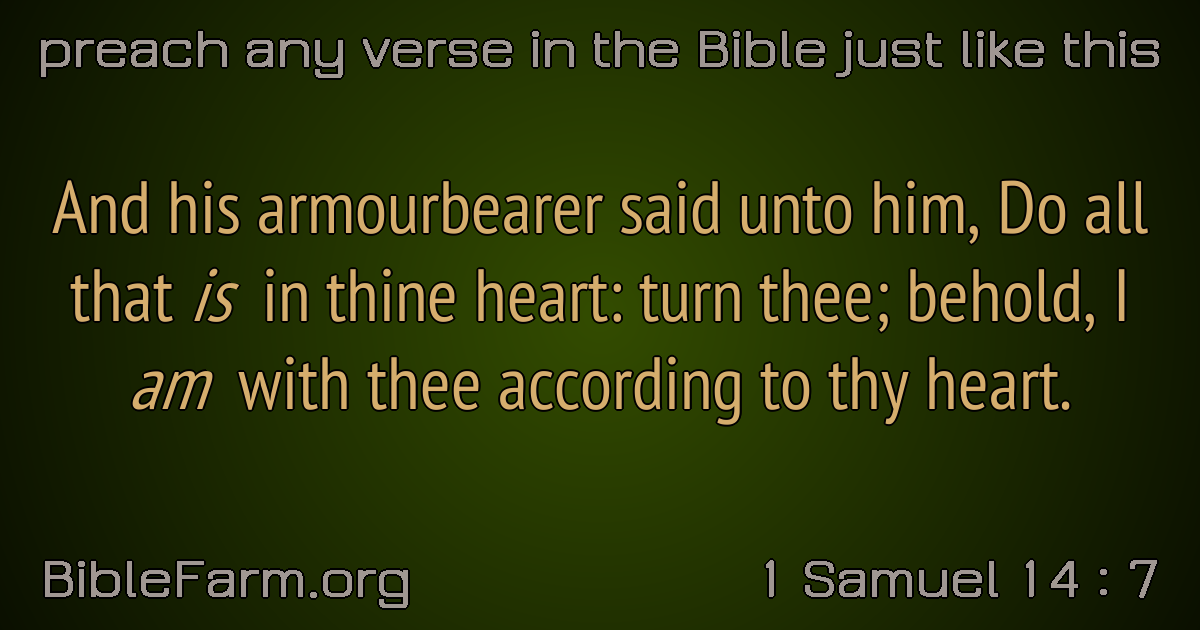 preach any verse in the Bible just like this
And his armourbearer said unto him, Do all
that is in thine heart: turn thee; behold, I
am with thee according to thy heart.
BibleFarm.org
1 Samuel 14 : 7